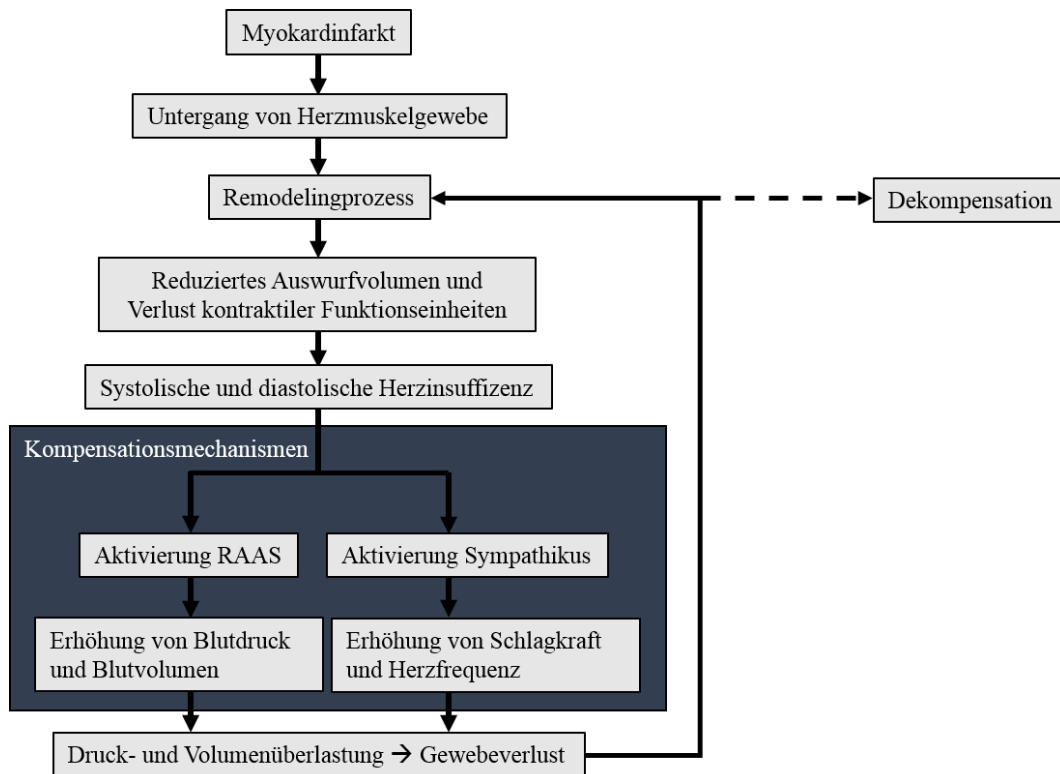 Myokardinfarkt
Untergang von Herzmuskelgewebe
Remodelingprozess
Dekompensation
Reduziertes Auswurfvolumen und
Verlust kontraktiler Funktionseinheiten
Systolische und diastolische Herzinsuffizenz
Kompensationsmechanismen
Aktivierung RAAS
Aktivierung Sympathikus
Erhöhung von Blutdruck
und Blutvolumen
Erhöhung von Schlagkraft
und Herzfrequenz
Druck- und Volumenüberlastung → Gewebeverlust